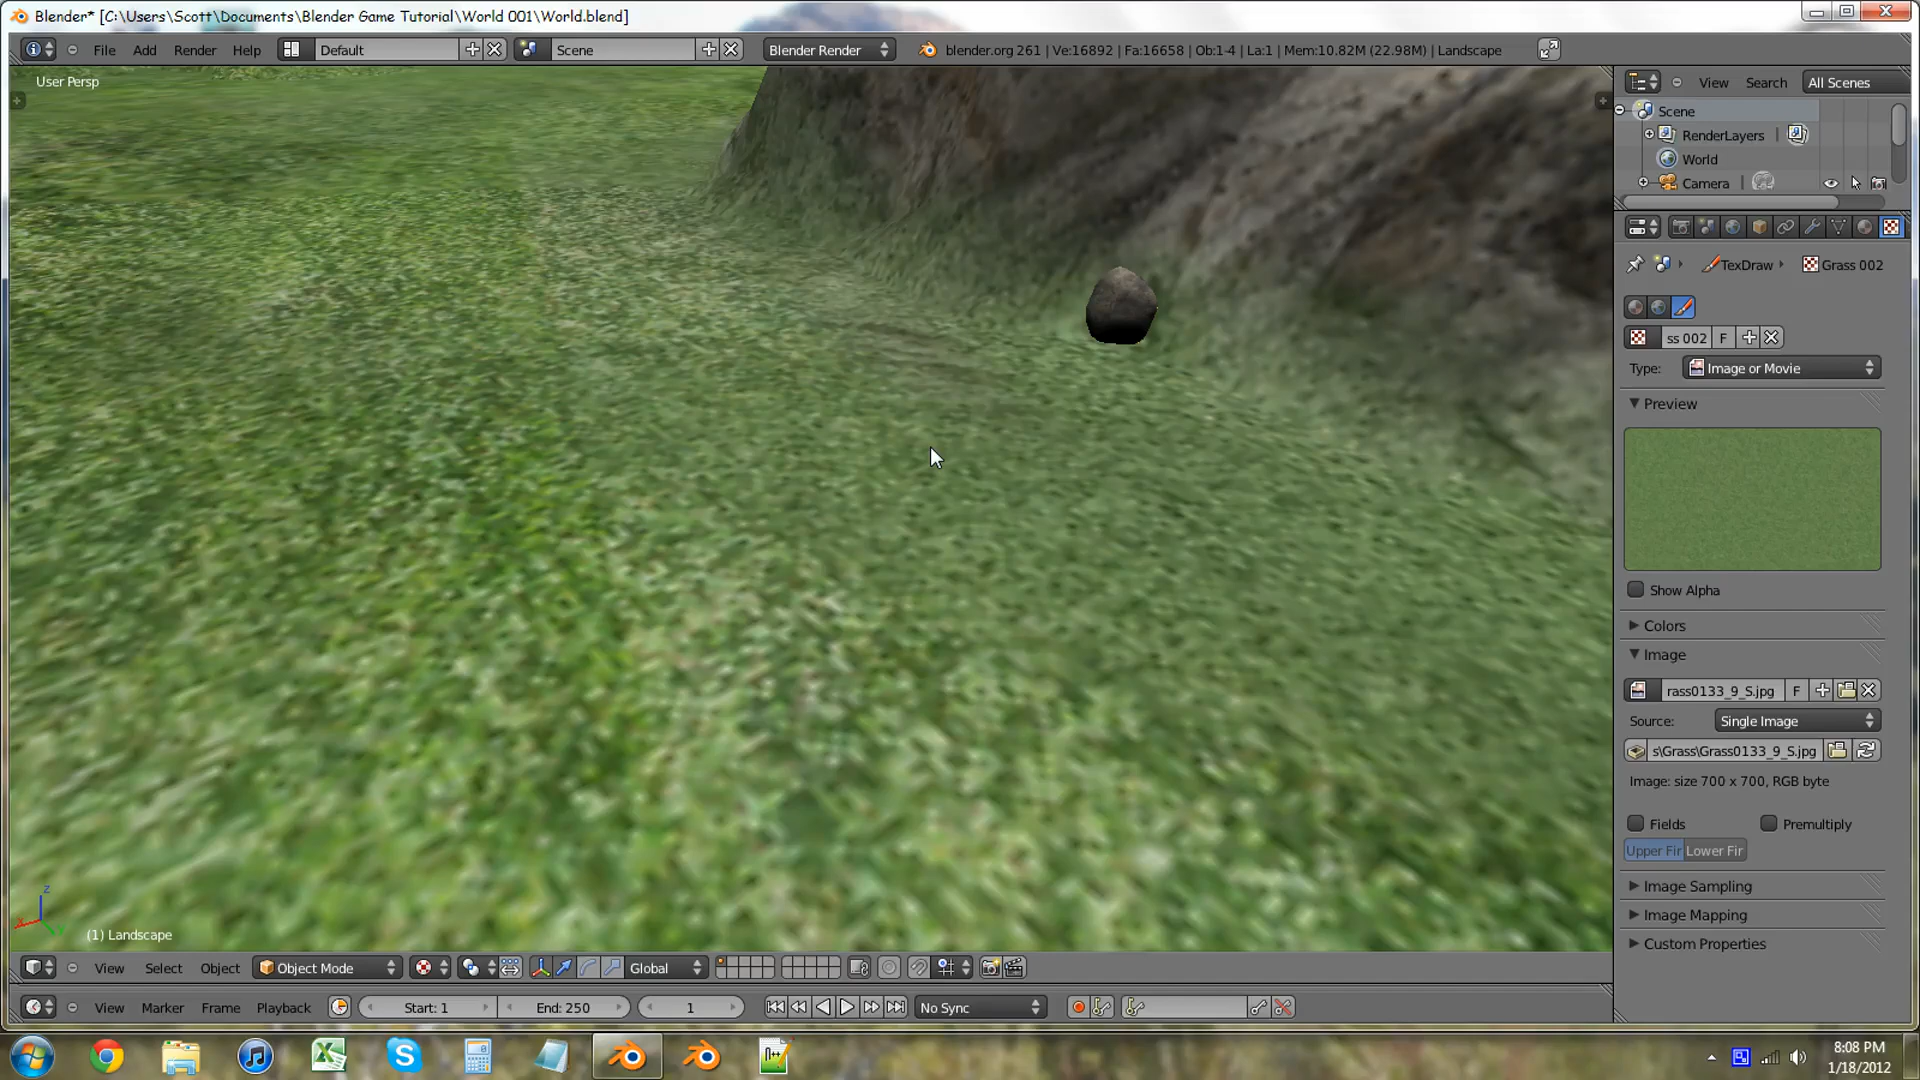 Blender* [C:\Users\Scott\Documents\Blender Game Tutorial\World 001\World.blend]
File Add Render Help Default Scene Blender Render blender.org 261 | Ve:16892 | Fa:16658 | Ob:1-4 | La:1 | Mem:10.82M (22.98M) | Landscape
User Persp
View Search All Scenes
Scene
RenderLayers
World
Camera
TexDraw Grass 002
ss 002 F
Type: Image or Movie
Preview
Show Alpha
Colors
Image
rass0133_9_S.jpg F
Source: Single Image
s\Grass\Grass0133_9_S.jpg
Image: size 700 x 700, RGB byte
Fields Premultiply
Upper Fir Lower Fir
Image Sampling
Image Mapping
Custom Properties
z
x
y
(1) Landscape
View Select Object Object Mode Global
View Marker Frame Playback Start: 1 End: 250 1 No Sync
8:08 PM
1/18/2012